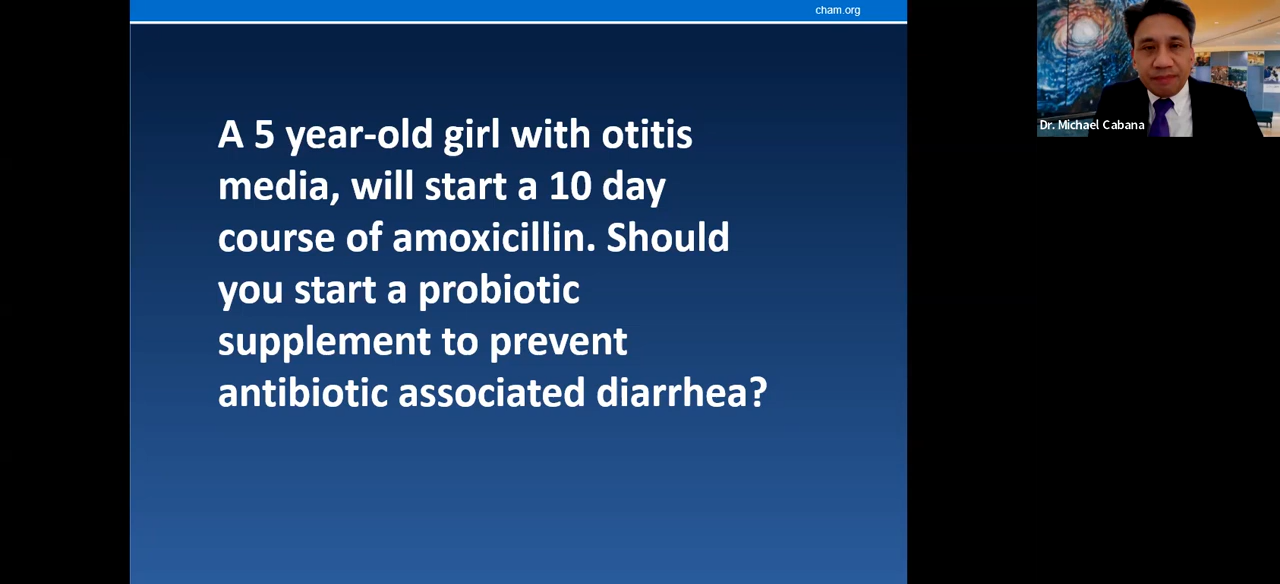 cham.org
A 5 year-old girl with otitis
media, will start a 10 day
course of amoxicillin. Should
you start a probiotic
supplement to prevent
antibiotic associated diarrhea?
Dr. Michael Cabana